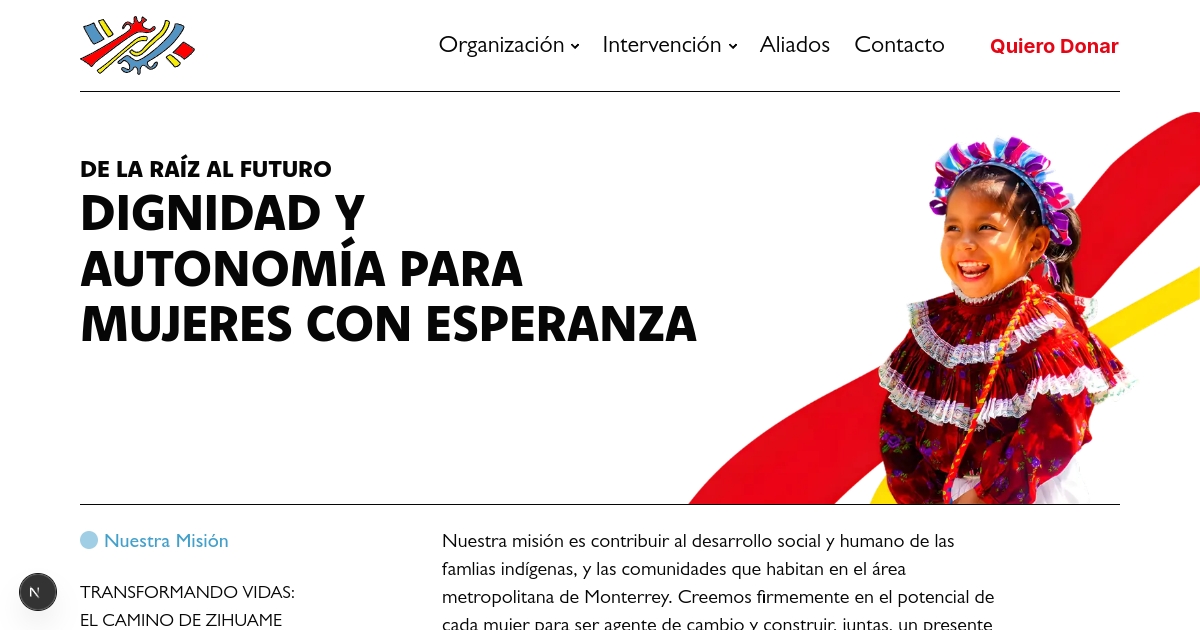 Organización Intervención Aliados Contacto Quiero Donar
DE LA RAÍZ AL FUTURO
DIGNIDAD Y
AUTONOMÍA PARA
MUJERES CON ESPERANZA
Nuestra Misión
TRANSFORMANDO VIDAS:
EL CAMINO DE ZIHUAME
Nuestra misión es contribuir al desarrollo social y humano de las
famlias indígenas, y las comunidades que habitan en el área
metropolitana de Monterrey. Creemos firmemente en el potencial de
cada mujer para ser agente de cambio y construir, juntas, un presente
N